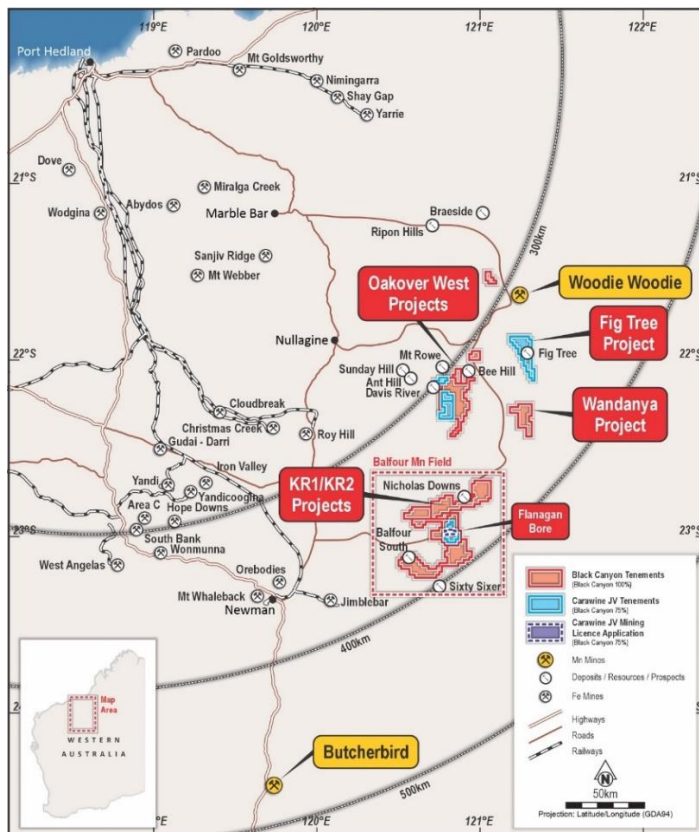 119°E
120°E
121°E
122°E
Port Hedland
Pardoo
Mt Goldsworthy
Nimingarra
Shay Gap
Yarrie
Dove
21°S
21°S
Wodgina
Abydos
Miralga Creek
Marble Bar
Braeside
Ripon Hills
300km
Sanjiv Ridge
Mt Webber
Oakover West
Projects
Woodie Woodie
Nullagine
Fig Tree
Project
22°S
22°S
Mt Rowe
Fig Tree
Sunday Hill
Bee Hill
Ant Hill
Davis River
Wandanya
Project
Cloudbreak
Christmas Creek
Roy Hill
Gudai - Darri
Iron Valley
Balfour Mn Field
KR1/KR2
Projects
Nicholas Downs
Yandi
Yandicoogina
Hope Downs
Area C
Flanagan
Bore
23°S
23°S
South Bank
Balfour
South
Wonmunna
West Angelas
Orebodies
Sixty Sixer
Mt Whaleback
Newman
Jimblebar
400km
Black Canyon Tenements
(Black Canyon 100%)
Carawine JV Tenements
(Black Canyon 75%)
Carawine JV Mining
Licence Application
(Black Canyon 75%)
Mn Mines
Deposits / Resources / Prospects
Fe Mines
Highways
Roads
Railways
N
50km
Projection: Latitude/Longitude (GDA94)
Map
Area
WESTERN
AUSTRALIA
Butcherbird
500km
119°E
120°E
121°E